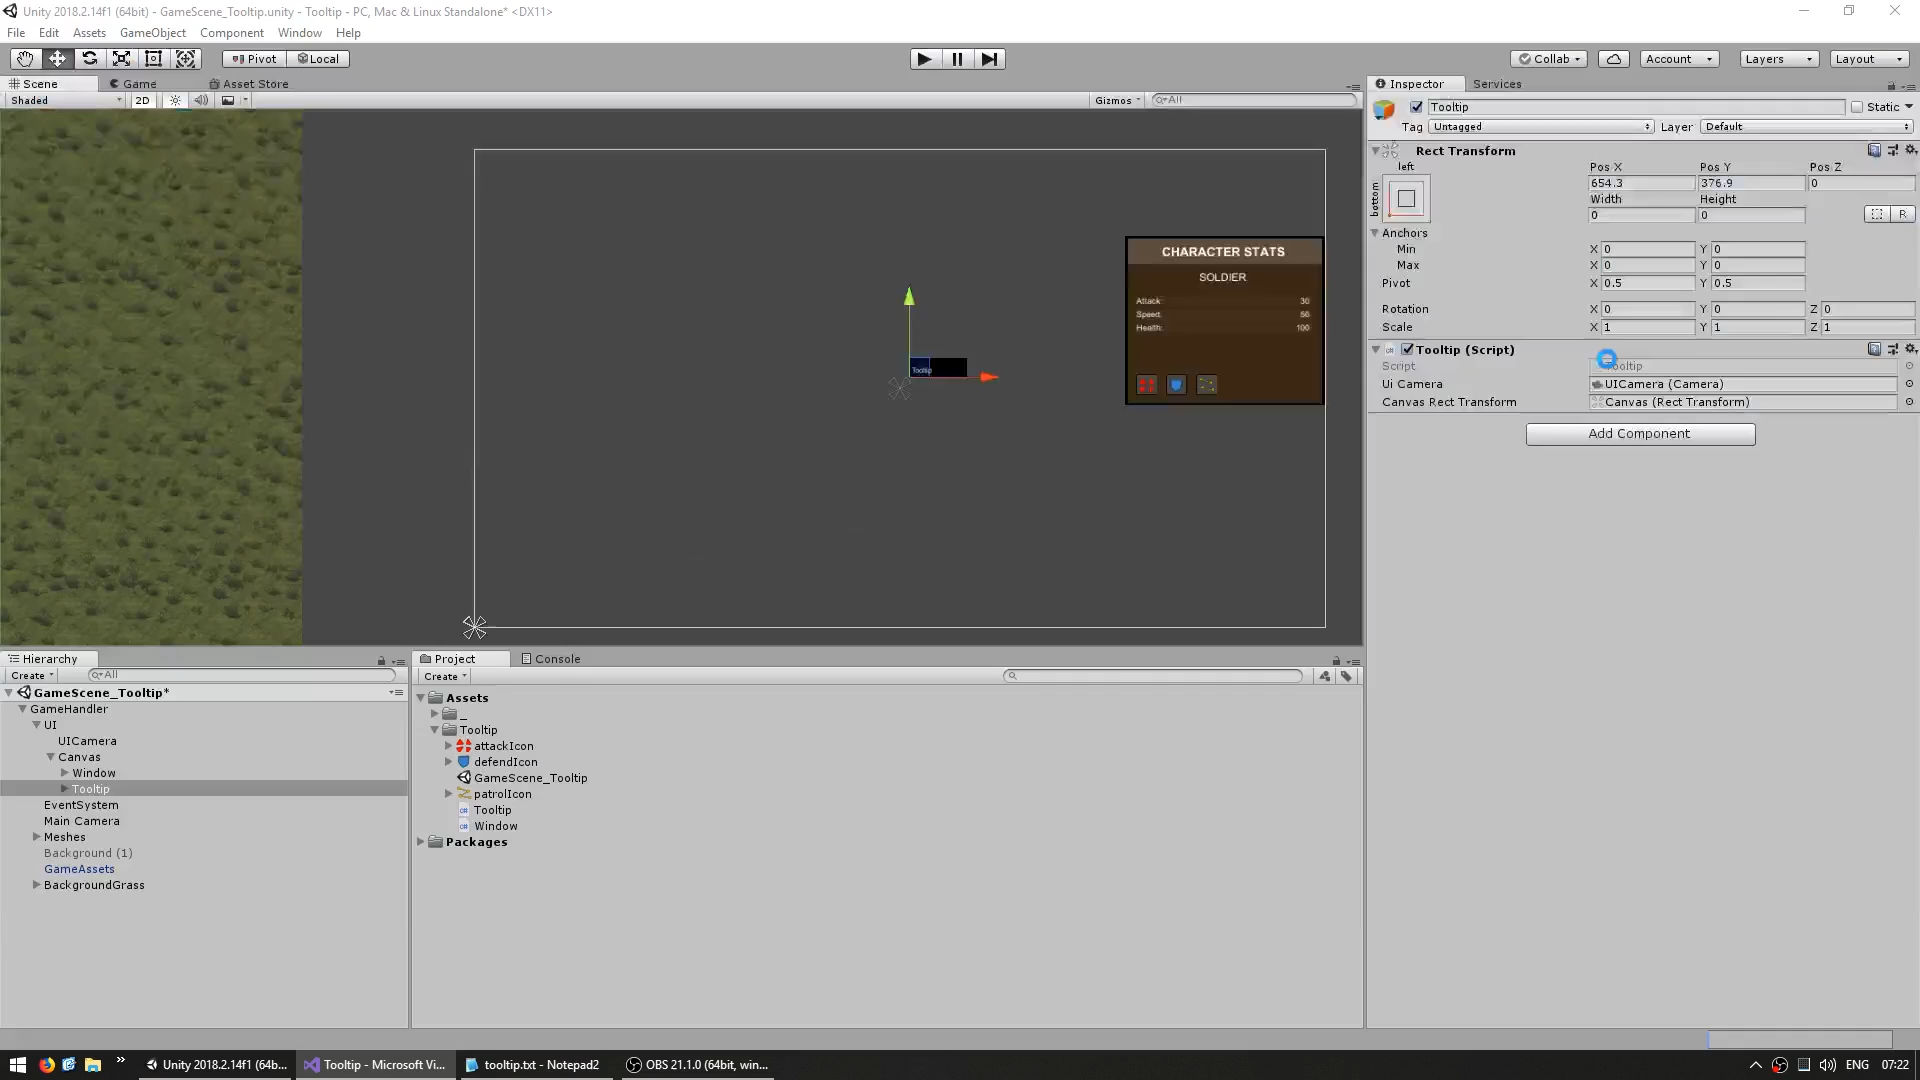 Unity 2018.2.14f1 (64bit) - GameScene_Tooltip.unity - Tooltip - PC, Mac & Linux Standalone* <DX11>
File Edit Assets GameObject Component Window Help
Pivot Local Collab Account Layers Layout
Scene Game Asset Store
Shaded 2D Gizmos All
CHARACTER STATS
SOLDIER
Attack: 36
Speed: 56
Health: 100
Tooltip
Inspector Services
Tooltip Static
Tag Untagged Layer Default
Rect Transform
left
bottom
Pos X Pos Y Pos Z
654.3 376.9 0
Width Height
0 0 R
Anchors
Min X 0 Y 0
Max X 0 Y 0
Pivot X 0.5 Y 0.5
Rotation X 0 Y 0 Z 0
Scale X 1 Y 1 Z 1
Tooltip (Script)
Script
Ui Camera UICamera (Camera)
Canvas Rect Transform Canvas (Rect Transform)
Add Component
Hierarchy
Create All
GameScene_Tooltip*
GameHandler
UI
UICamera
Canvas
Window
Tooltip
EventSystem
Main Camera
Meshes
Background (1)
GameAssets
BackgroundGrass
Project Console
Create
Assets
_
Tooltip
attackIcon
defendIcon
GameScene_Tooltip
patrolIcon
Tooltip
Window
Packages
Unity 2018.2.14f1 (64b...
Tooltip - Microsoft Vi...
tooltip.txt - Notepad2
OBS 21.1.0 (64bit, win...
ENG 07:22